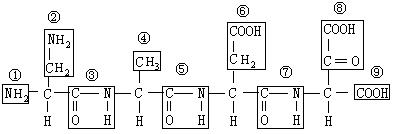 ② ⑥ ⑧
NH₂ COOH COOH
① ④
CH₂ ③ CH₃ ⑤ CH₂ ⑦ C=O ⑨
NH₂ C C N C C N C C N C COOH
H O H H O H H O H H